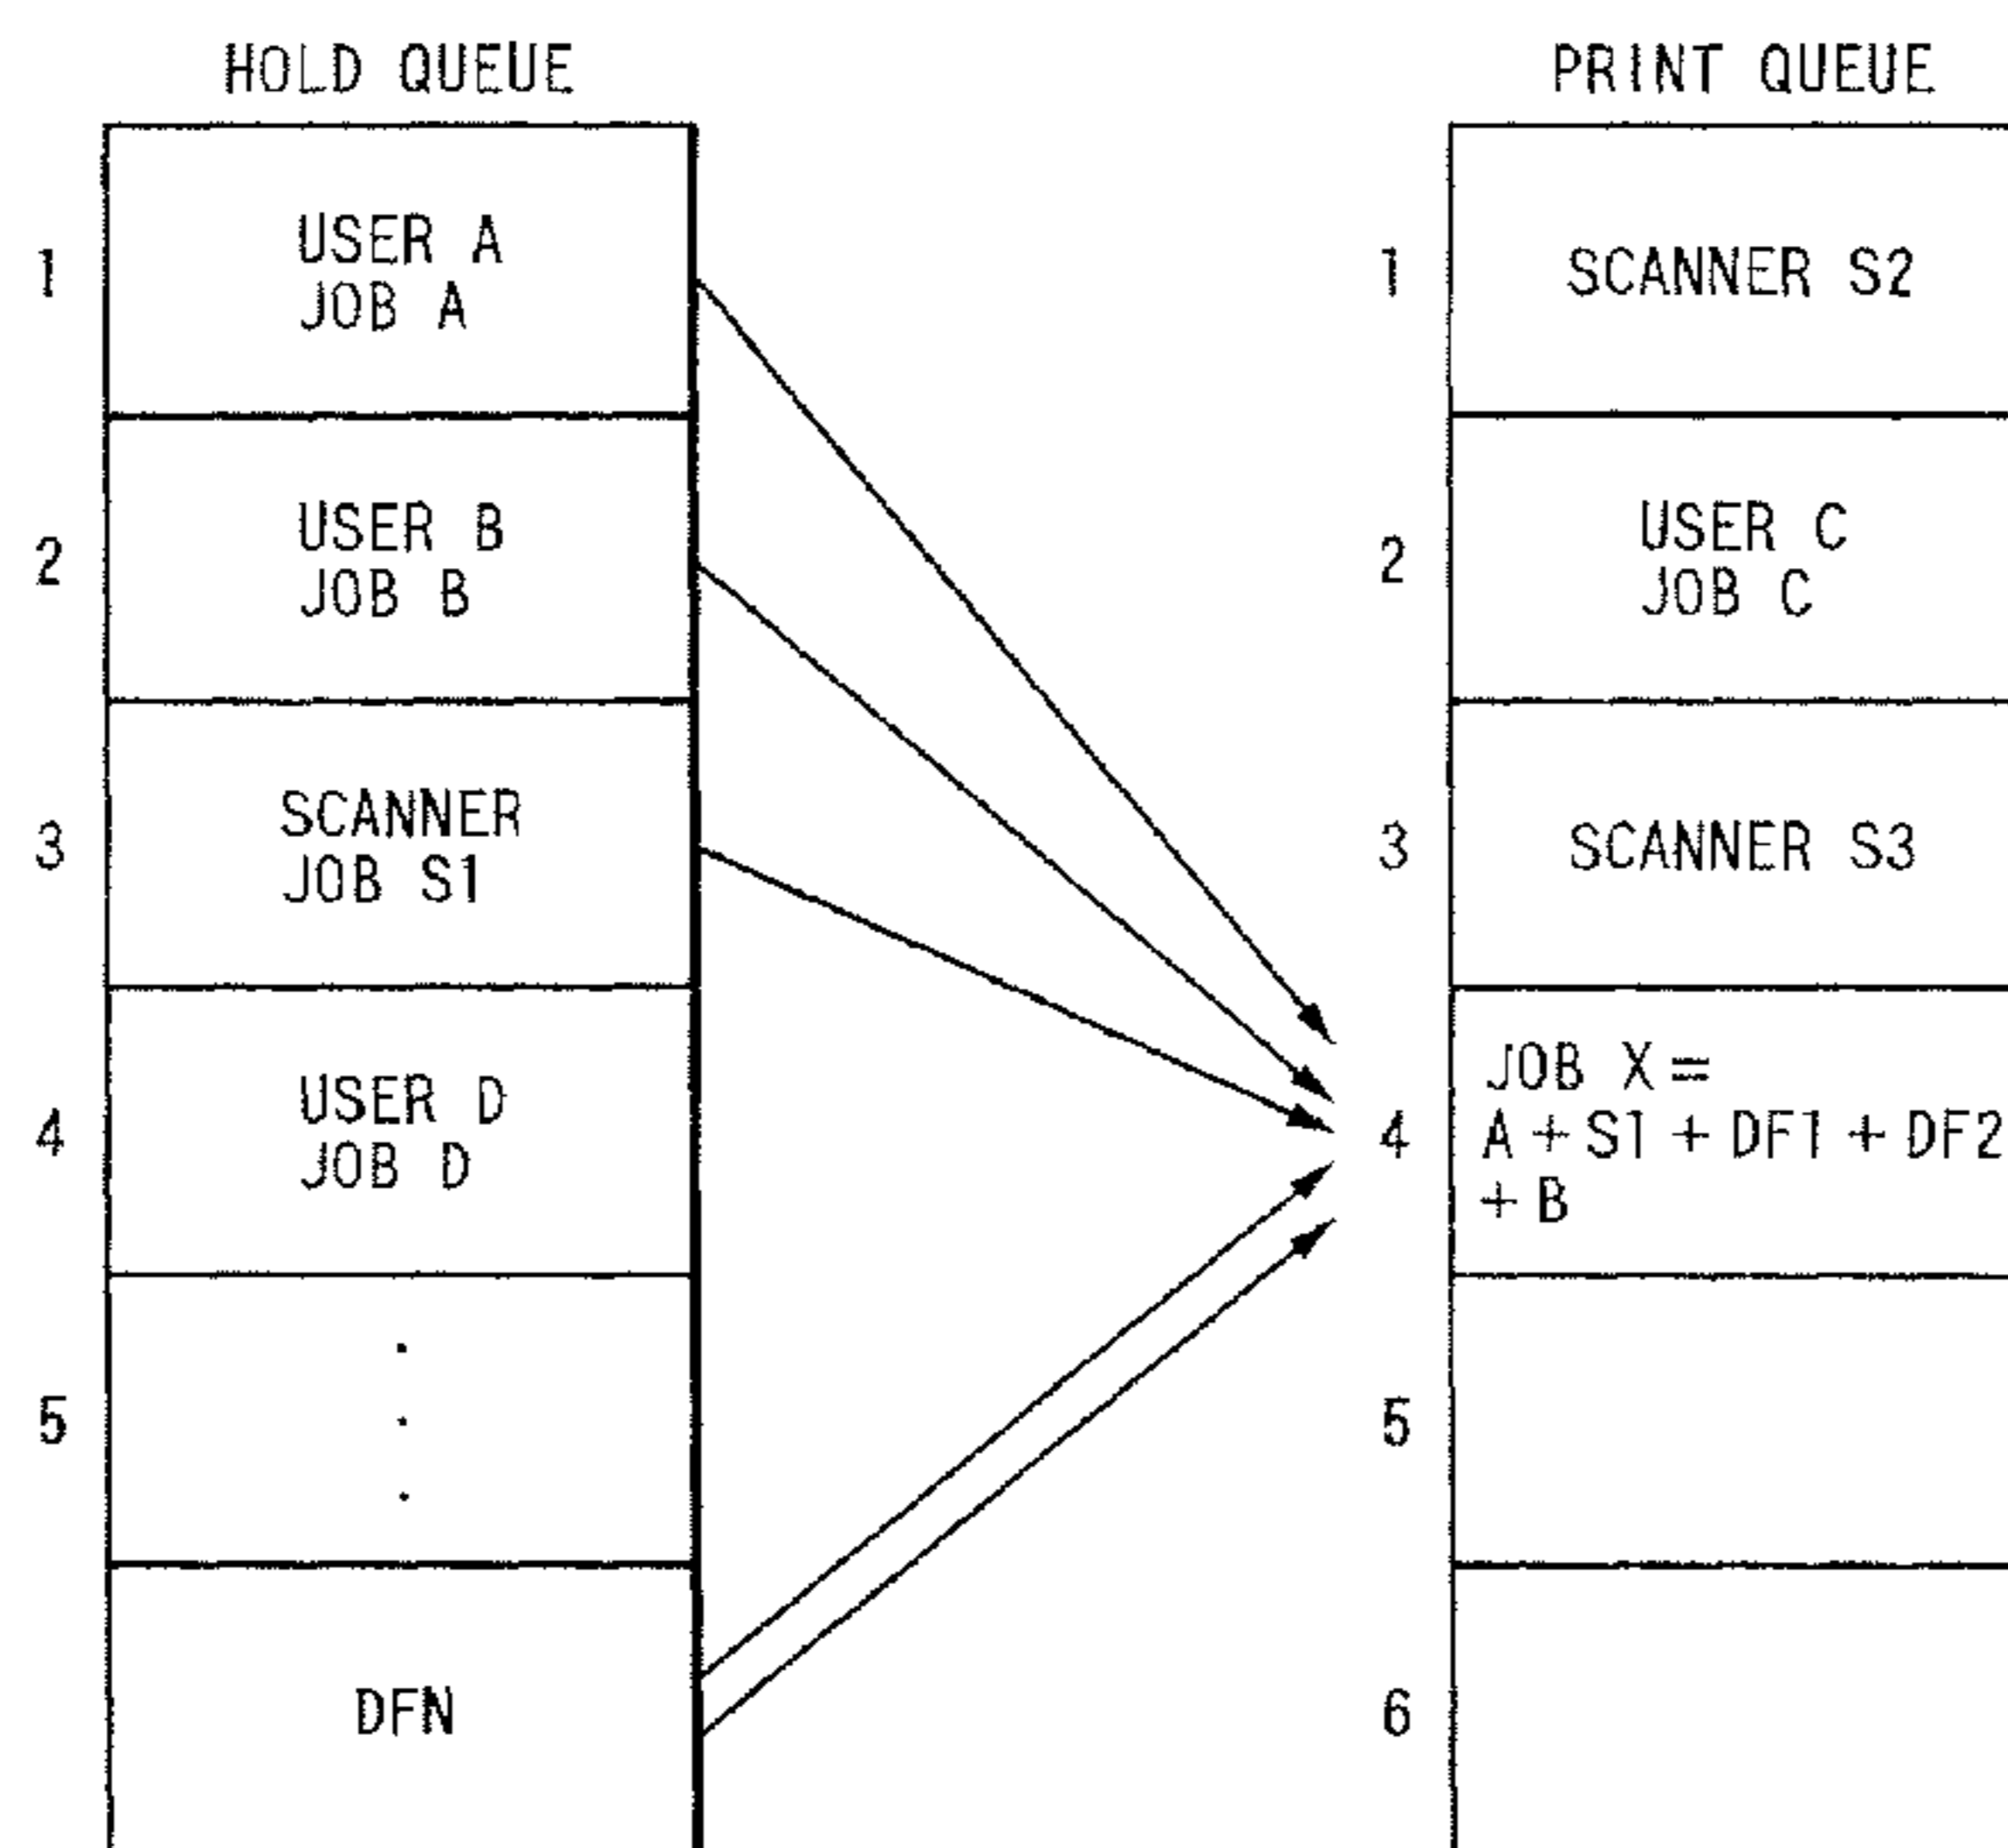 HOLD QUEUE
1
USER A
JOB A
2
USER B
JOB B
3
SCANNER
JOB S1
4
USER D
JOB D
5
DFN
PRINT QUEUE
1
SCANNER S2
2
USER C
JOB C
3
SCANNER S3
4
JOB X =
A + S1 + DF1 + DF2
+ B
5
6